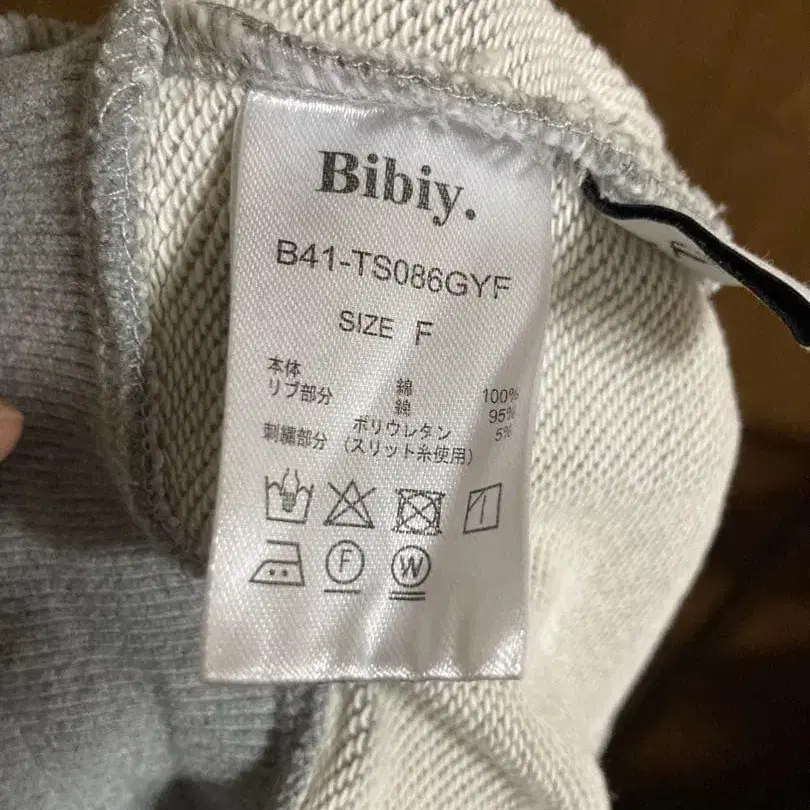 Bibiy.
B41-TS086GYF
SIZE F
本体 綿 100%
リブ部分 綿 95%
ポリウレタン 5%
刺繍部分 (スリット糸使用)
F
W